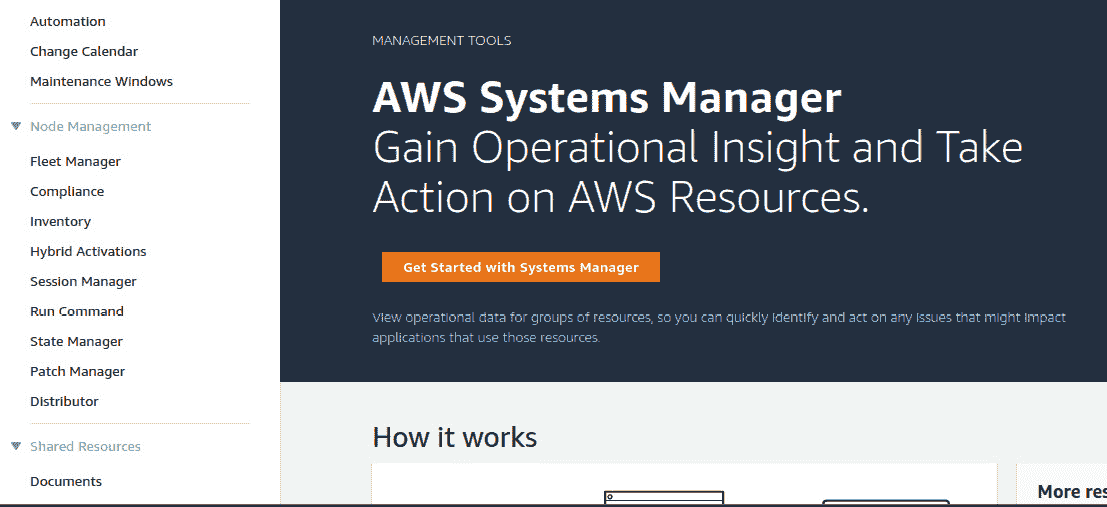 Automation
Change Calendar
Maintenance Windows
Node Management
Fleet Manager
Compliance
Inventory
Hybrid Activations
Session Manager
Run Command
State Manager
Patch Manager
Distributor
Shared Resources
Documents
MANAGEMENT TOOLS
AWS Systems Manager
Gain Operational Insight and Take
Action on AWS Resources.
Get Started with Systems Manager
View operational data for groups of resources, so you can quickly identify and act on any issues that might impact
applications that use those resources.
How it works
More res